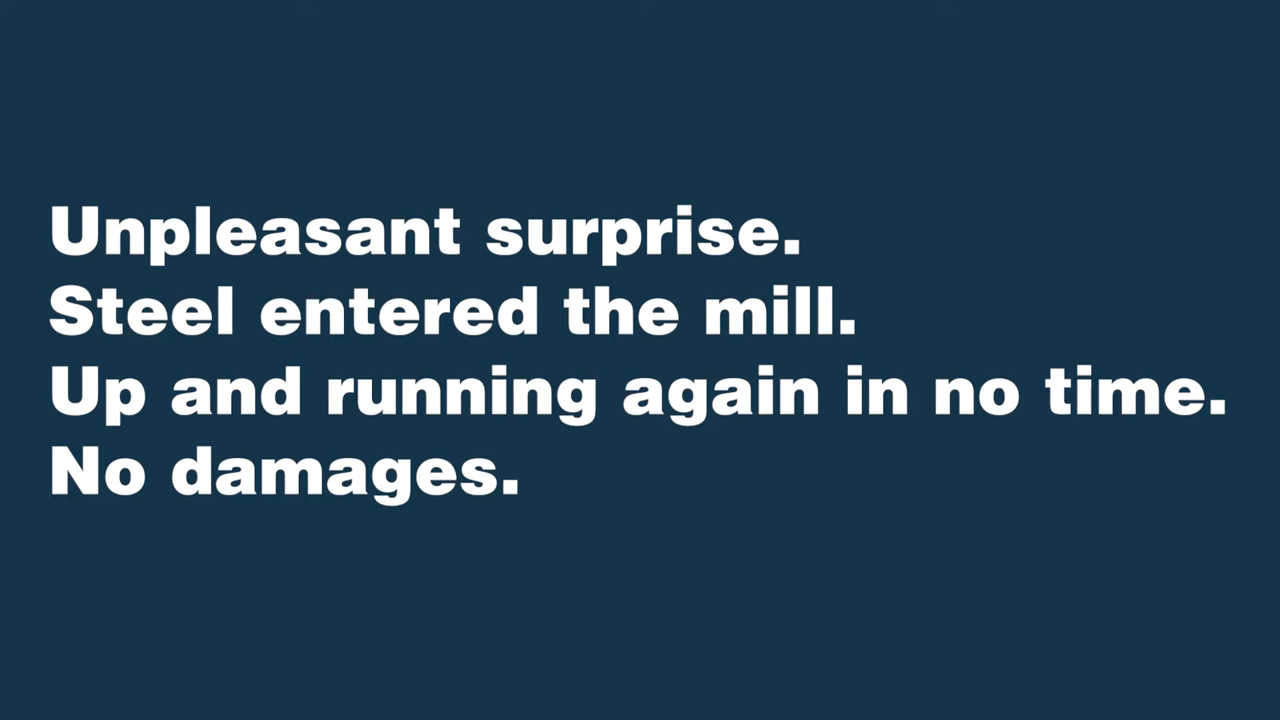 Unpleasant surprise.
Steel entered the mill.
Up and running again in no time.
No damages.